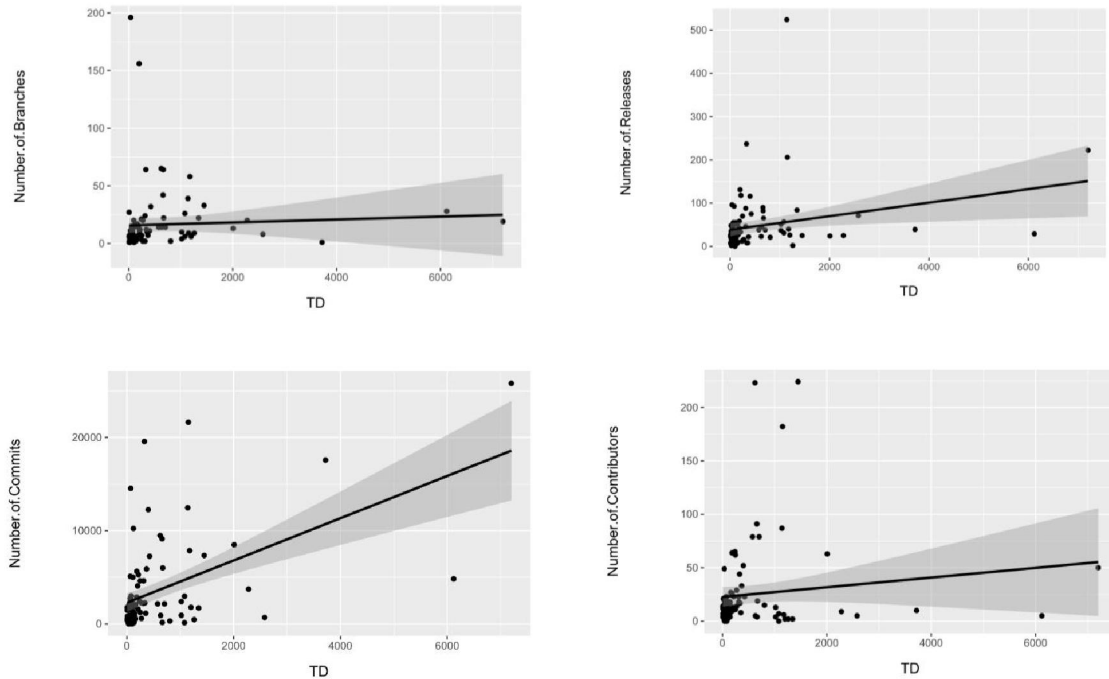 Number.of.Branches
200
150
100
50
0
0 2000 4000 6000
TD
Number.of.Releases
500
400
300
200
100
0
0 2000 4000 6000
TD
Number.of.Commits
20000
10000
0
0 2000 4000 6000
TD
Number.of.Contributors
200
150
100
50
0
0 2000 4000 6000
TD